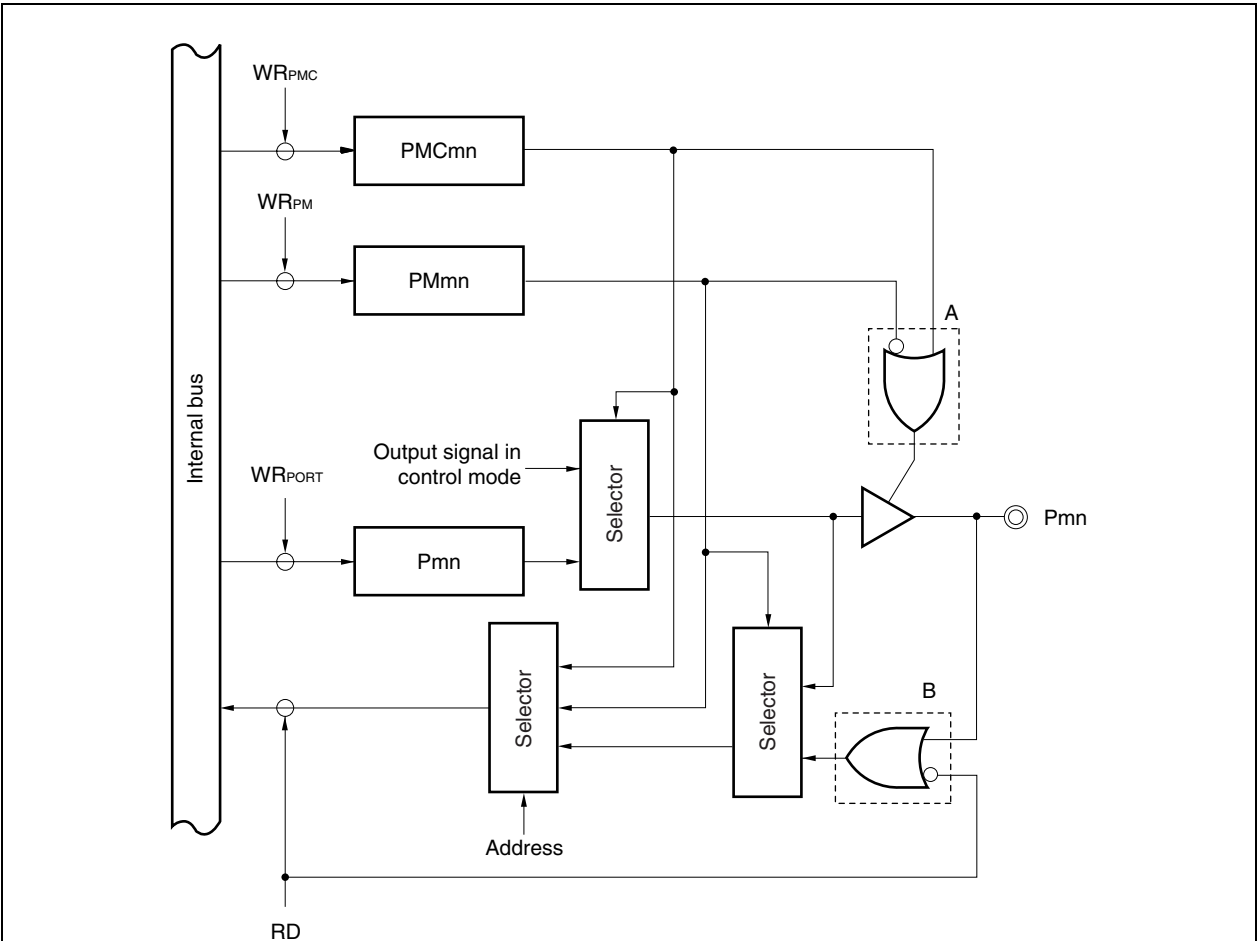 WRPMC
PMCmn
WRPM
PMmn
A
Internal bus
Output signal in
control mode
Selector
WRPORT
Pmn
Pmn
Selector
Selector
B
Address
RD